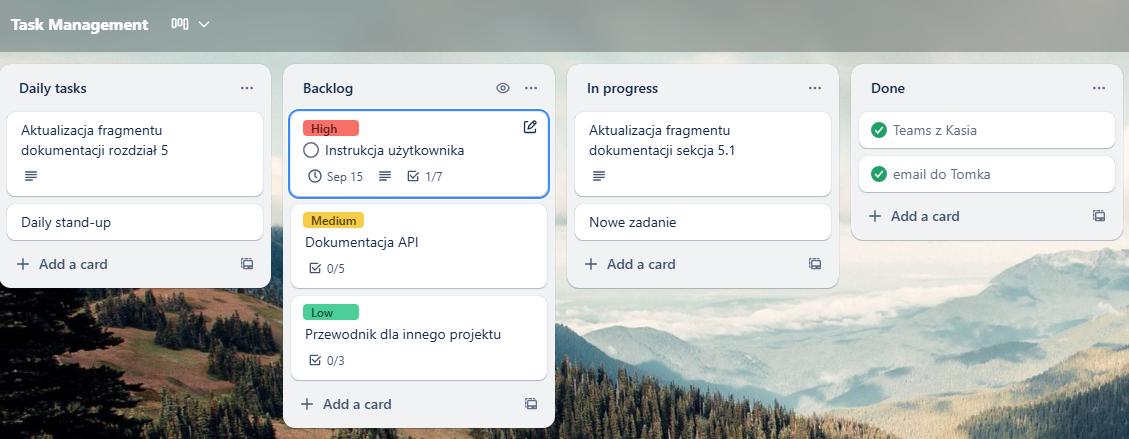 Task Management
Daily tasks
Aktualizacja fragmentu
dokumentacji rozdział 5
Daily stand-up
Add a card
Backlog
High
Instrukcja użytkownika
Sep 15
1/7
Medium
Dokumentacja API
0/5
Low
Przewodnik dla innego projektu
0/3
Add a card
In progress
Aktualizacja fragmentu
dokumentacji sekcja 5.1
Nowe zadanie
Add a card
Done
Teams z Kasia
email do Tomka
Add a card